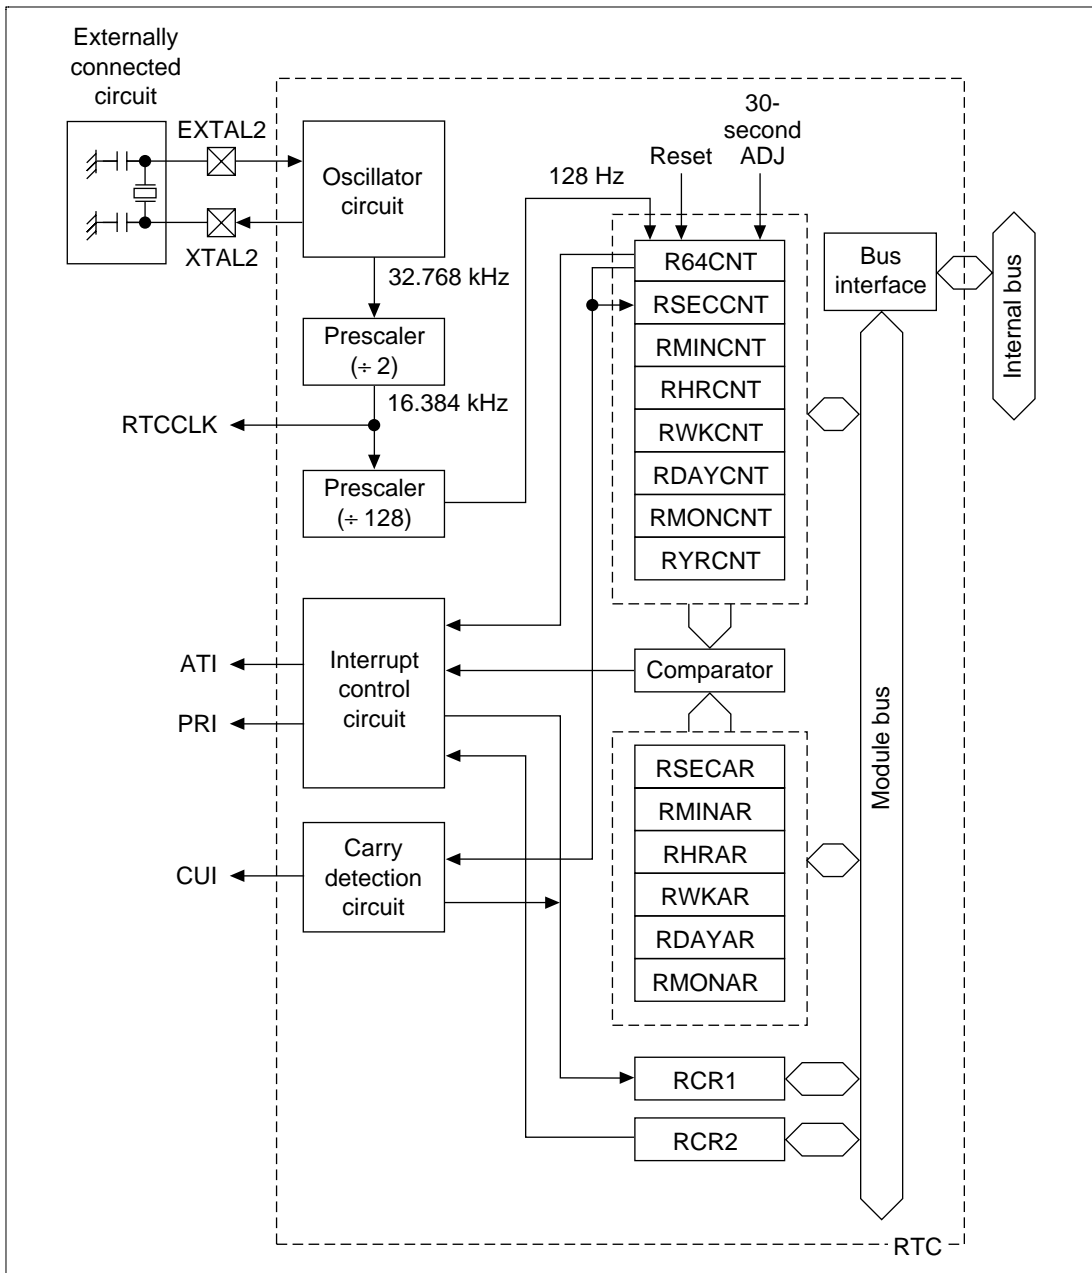 Externally
connected
circuit
EXTAL2
XTAL2
Oscillator
circuit
32.768 kHz
Prescaler
(÷ 2)
16.384 kHz
RTCCLK
Prescaler
(÷ 128)
128 Hz
Reset
30-
second
ADJ
R64CNT
RSECCNT
RMINCNT
RHRCNT
RWKCNT
RDAYCNT
RMONCNT
RYRCNT
Bus
interface
Internal bus
Module bus
ATI
PRI
Interrupt
control
circuit
Comparator
CUI
Carry
detection
circuit
RSECAR
RMINAR
RHRAR
RWKAR
RDAYAR
RMONAR
RCR1
RCR2
RTC